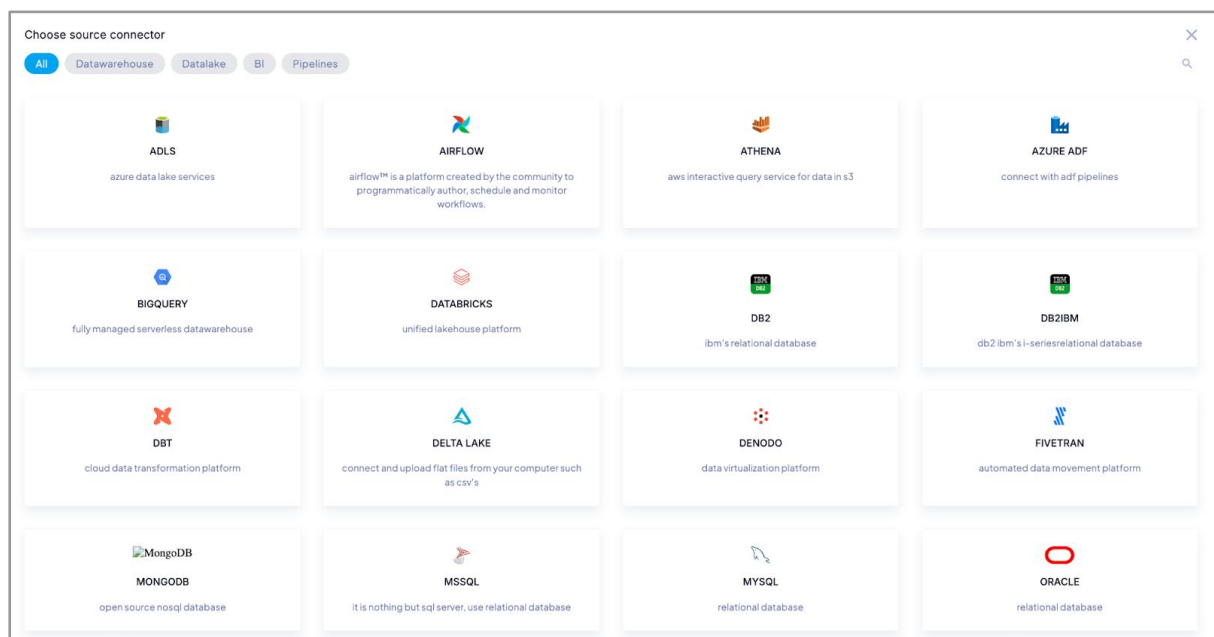 Choose source connector
All Datawarehouse Datalake BI Pipelines
ADLS
azure data lake services
AIRFLOW
airflow™ is a platform created by the community to
programmatically author, schedule and monitor
workflows.
ATHENA
aws interactive query service for data in s3
AZURE ADF
connect with adf pipelines
BIGQUERY
fully managed serverless datawarehouse
DATABRICKS
unified lakehouse platform
IBM
DB2
DB2
ibm's relational database
IBM
DB2
DB2IBM
db2 ibm's i-seriesrelational database
DBT
cloud data transformation platform
DELTA LAKE
connect and upload flat files from your computer such
as csv's
DENODO
data virtualization platform
FIVETRAN
automated data movement platform
MongoDB
MONGODB
open source nosql database
MSSQL
it is nothing but sql server, use relational database
MYSQL
relational database
ORACLE
relational database